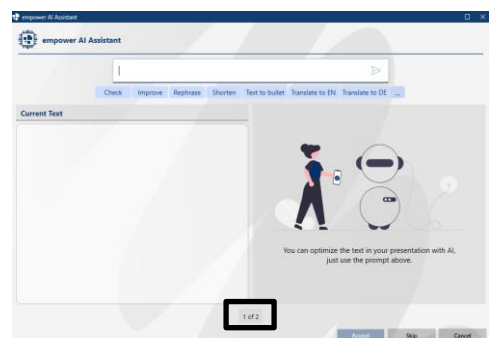 empower AI Assistant
empower AI Assistant
Check Improve Rephrase Shorten Text to bullet Translate to EN Translate to DE ...
Current Text
You can optimize the text in your presentation with AI,
just use the prompt above.
1 of 2
Accept Skip Cancel